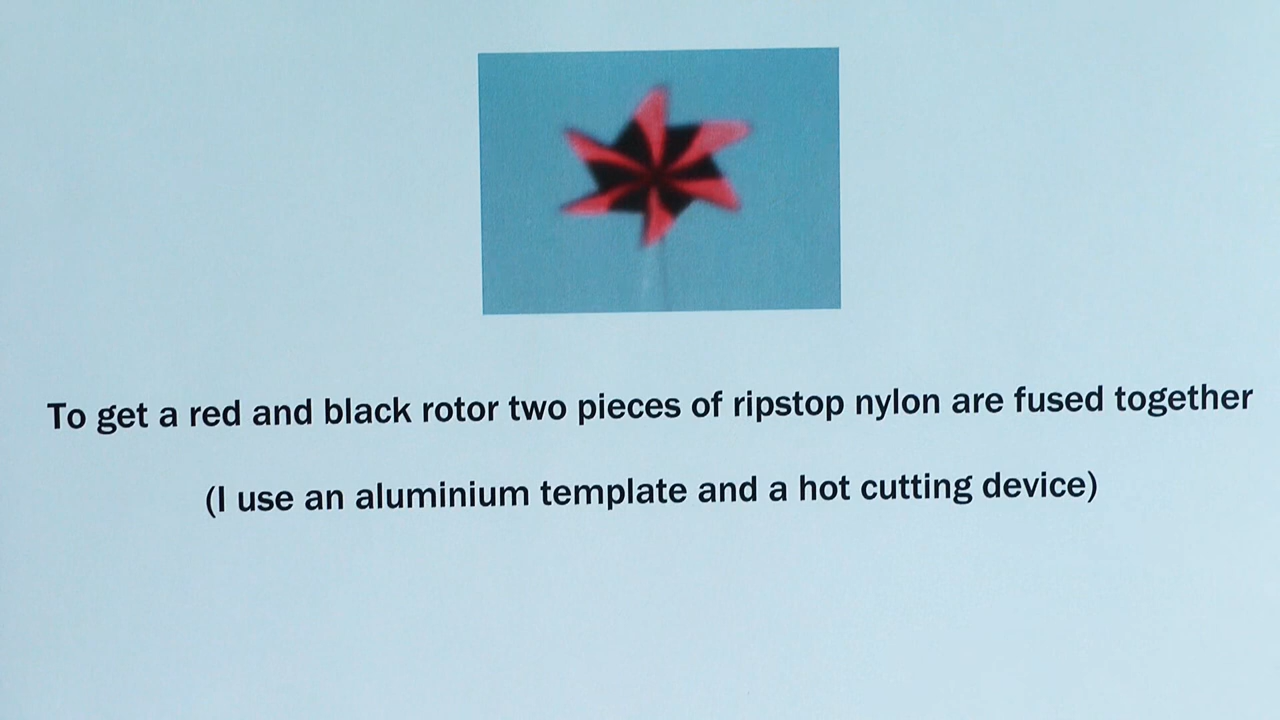 To get a red and black rotor two pieces of ripstop nylon are fused together
(I use an aluminium template and a hot cutting device)